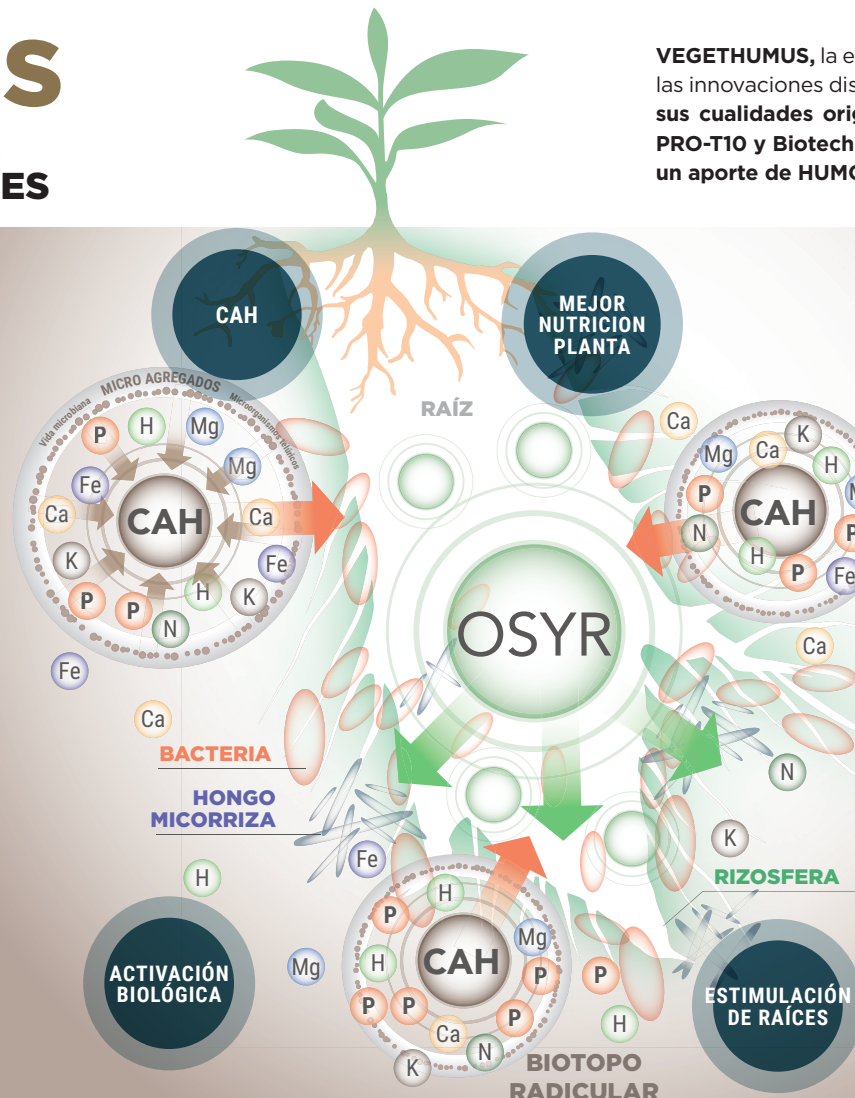 S
ES
VEGETHUMUS, la e
las innovaciones dis
sus cualidades orig
PRO-T10 y Biotech
un aporte de HUMO
CAH
MEJOR
NUTRICION
PLANTA
RAÍZ
MICRO AGREGADOS
Vida microbiana
Microorganismos telúricos
P
H
Mg
Mg
Fe
Ca
CAH
Ca
K
Fe
P
P
H
K
N
Fe
Ca
Ca
K
Mg
Ca
H
P
CAH
N
H
P
P
Fe
Ca
OSYR
BACTERIA
HONGO
MICORRIZA
N
K
Fe
H
RIZOSFERA
H
P
Mg
CAH
H
P
P
P
P
Ca
N
K
Mg
P
H
ACTIVACIÓN
BIOLÓGICA
ESTIMULACIÓN
DE RAÍCES
BIOTOPO
RADICULAR